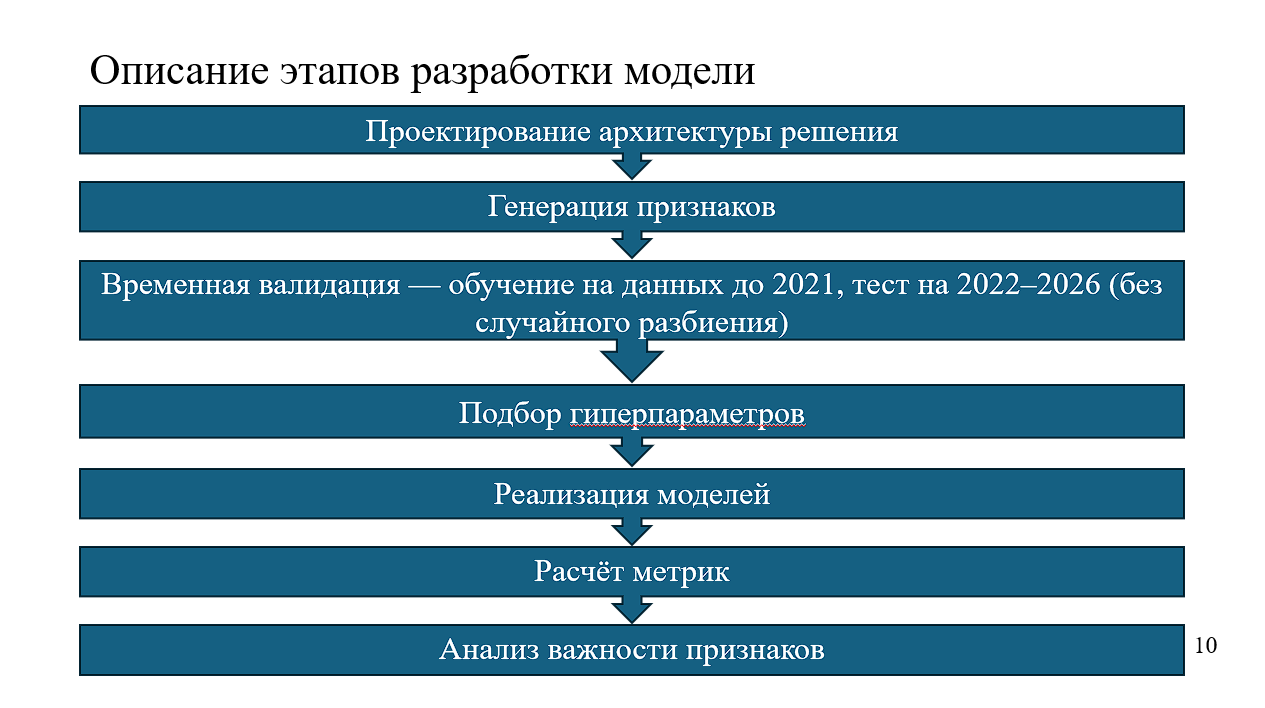 Описание этапов разработки модели
Проектирование архитектуры решения
Генерация признаков
Временная валидация — обучение на данных до 2021, тест на 2022–2026 (без
случайного разбиения)
Подбор гиперпараметров
Реализация моделей
Расчёт метрик
Анализ важности признаков
10